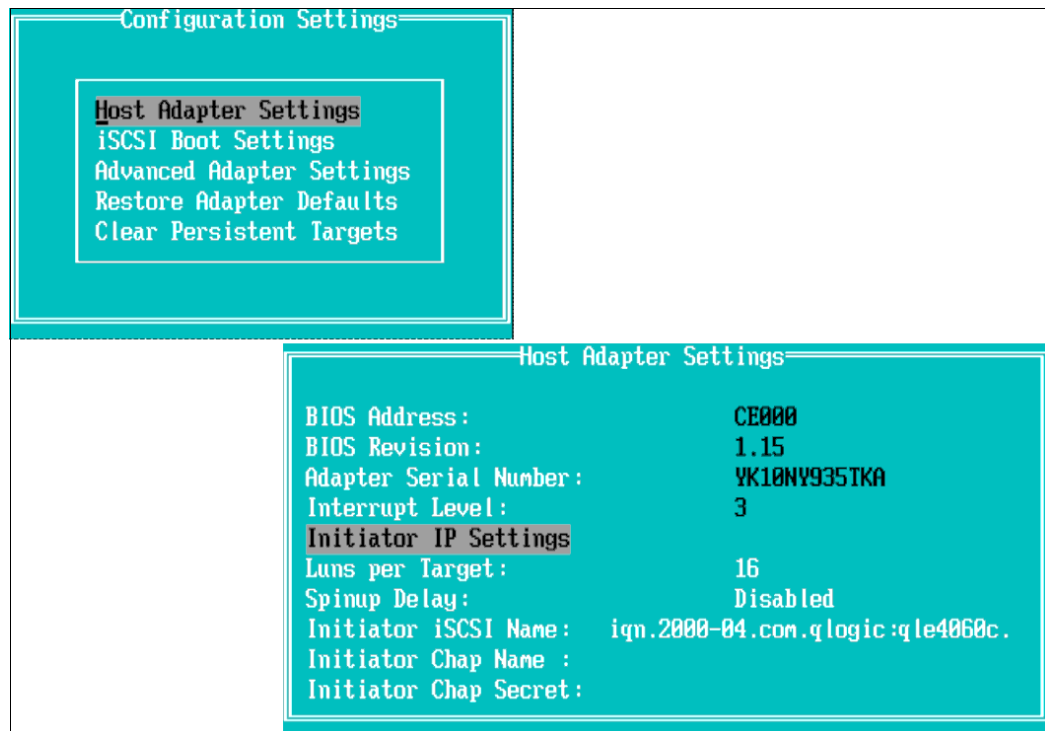 Configuration Settings
Host Adapter Settings
iSCSI Boot Settings
Advanced Adapter Settings
Restore Adapter Defaults
Clear Persistent Targets
Host Adapter Settings
BIOS Address: CE000
BIOS Revision: 1.15
Adapter Serial Number: YK10NY935TKA
Interrupt Level: 3
Initiator IP Settings
Luns per Target: 16
Spinup Delay: Disabled
Initiator iSCSI Name: iqn.2000-04.com.qlogic:qle4060c.
Initiator Chap Name :
Initiator Chap Secret: